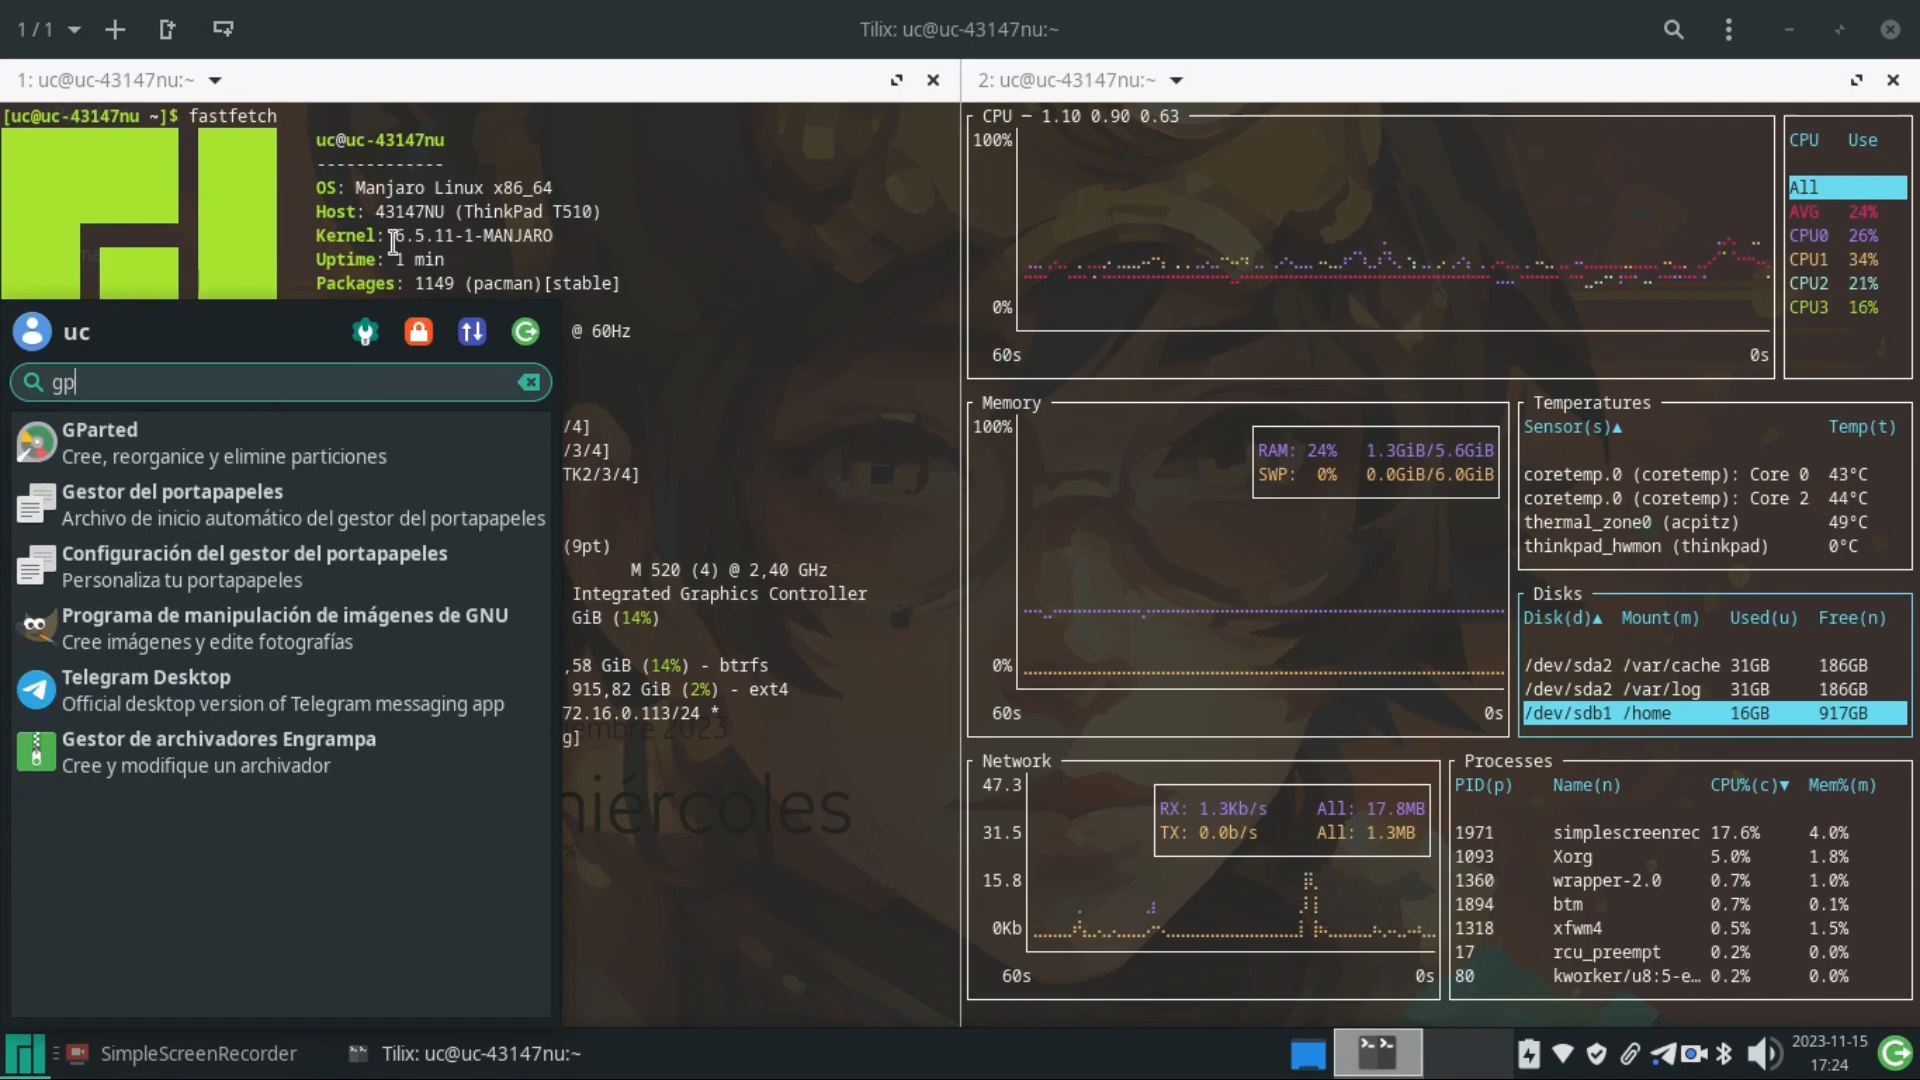 1 / 1
Tilix: uc@uc-43147nu:~
1: uc@uc-43147nu:~
2: uc@uc-43147nu:~
[uc@uc-43147nu ~]$ fastfetch
uc@uc-43147nu
-------------
OS: Manjaro Linux x86_64
Host: 43147NU (ThinkPad T510)
Kernel: 6.5.11-1-MANJARO
Uptime: 1 min
Packages: 1149 (pacman)[stable]
@ 60Hz
/4]
/3/4]
TK2/3/4]
(9pt)
M 520 (4) @ 2,40 GHz
Integrated Graphics Controller
GiB (14%)
,58 GiB (14%) - btrfs
915,82 GiB (2%) - ext4
72.16.0.113/24 *
g]
embre 2023
miércoles
uc
gp
GParted
Cree, reorganice y elimine particiones
Gestor del portapapeles
Archivo de inicio automático del gestor del portapapeles
Configuración del gestor del portapapeles
Personaliza tu portapapeles
Programa de manipulación de imágenes de GNU
Cree imágenes y edite fotografías
Telegram Desktop
Official desktop version of Telegram messaging app
Gestor de archivadores Engrampa
Cree y modifique un archivador
CPU — 1.10 0.90 0.63
100%
0%
60s 0s
CPU Use
All
AVG 24%
CPU0 26%
CPU1 34%
CPU2 21%
CPU3 16%
Memory
100%
RAM: 24% 1.3GiB/5.6GiB
SWP: 0% 0.0GiB/6.0GiB
0%
60s 0s
Temperatures
Sensor(s)▲ Temp(t)
coretemp.0 (coretemp): Core 0 43°C
coretemp.0 (coretemp): Core 2 44°C
thermal_zone0 (acpitz) 49°C
thinkpad_hwmon (thinkpad) 0°C
Disks
Disk(d)▲ Mount(m) Used(u) Free(n)
/dev/sda2 /var/cache 31GB 186GB
/dev/sda2 /var/log 31GB 186GB
/dev/sdb1 /home 16GB 917GB
Network
47.3
RX: 1.3Kb/s All: 17.8MB
31.5
TX: 0.0b/s All: 1.3MB
15.8
0Kb
60s 0s
Processes
PID(p) Name(n) CPU%(c)▼ Mem%(m)
1971 simplescreenrec 17.6% 4.0%
1093 Xorg 5.0% 1.8%
1360 wrapper-2.0 0.7% 1.0%
1894 btm 0.7% 0.1%
1318 xfwm4 0.5% 1.5%
17 rcu_preempt 0.2% 0.0%
80 kworker/u8:5-e… 0.2% 0.0%
SimpleScreenRecorder
Tilix: uc@uc-43147nu:~
2023-11-15
17:24